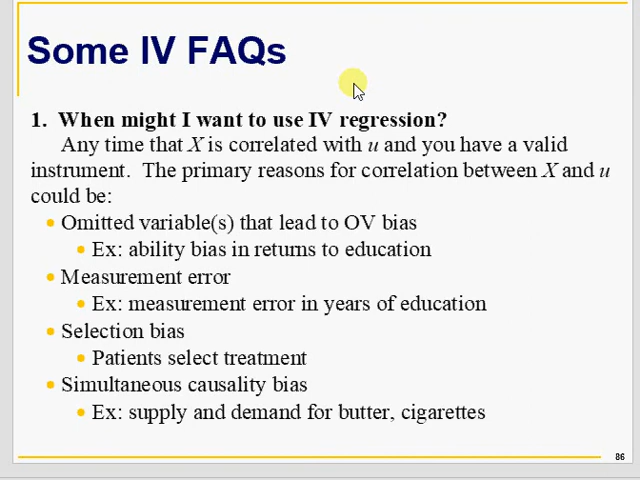 Some IV FAQs
1. When might I want to use IV regression?
Any time that X is correlated with u and you have a valid
instrument. The primary reasons for correlation between X and u
could be:
• Omitted variable(s) that lead to OV bias
• Ex: ability bias in returns to education
• Measurement error
• Ex: measurement error in years of education
• Selection bias
• Patients select treatment
• Simultaneous causality bias
• Ex: supply and demand for butter, cigarettes
86